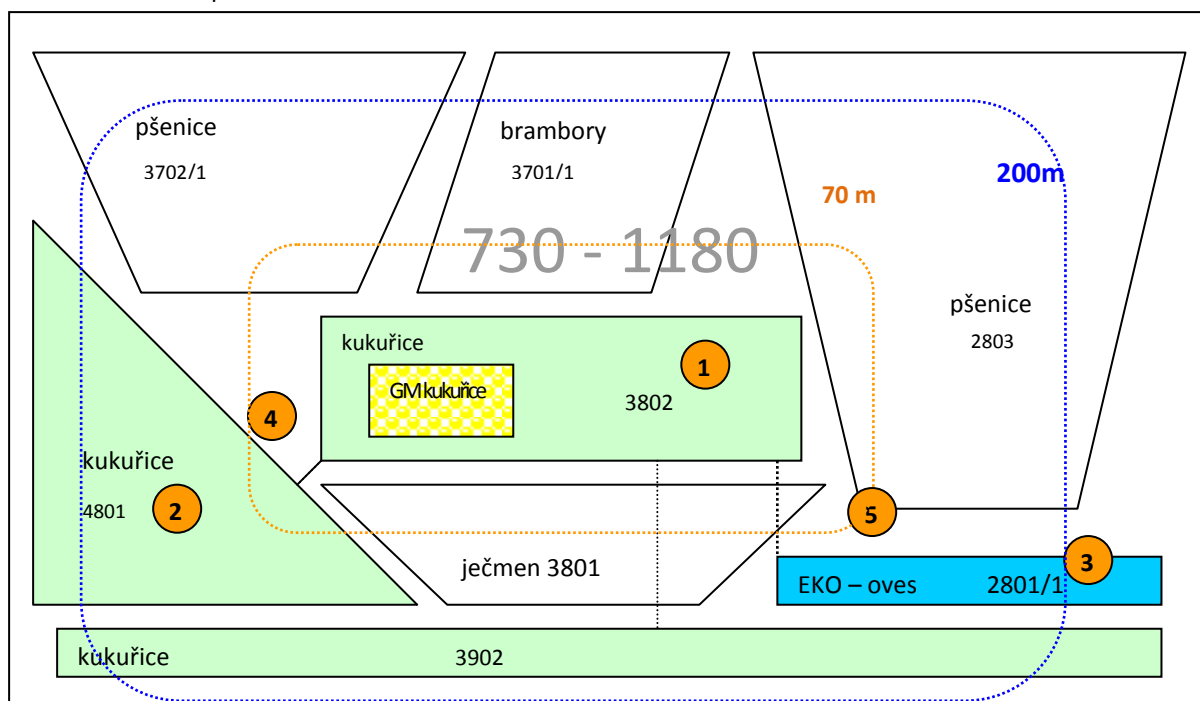 pšenice
3702/1
brambory
3701/1
200m
70 m
730 - 1180
pšenice
2803
kukuřice
GM kukuřice
3802
1
4
kukuřice
4801
2
5
ječmen 3801
3
EKO – oves 2801/1
kukuřice 3902